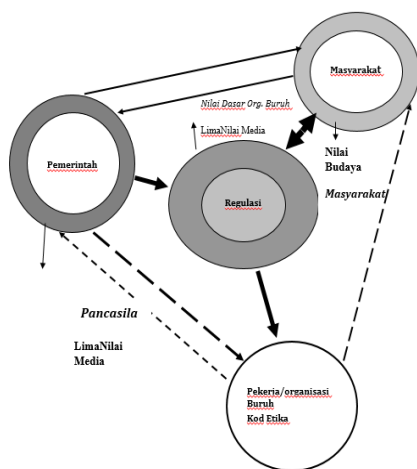 Masyarakat
Nilai Dasar Org. Buruh
LimaNilai Media
Pemerintah
Nilai
Budaya
Masyarakat
Regulasi
Pancasila
LimaNilai
Media
Pekerja/organisasi
Buruh
Kod Etika